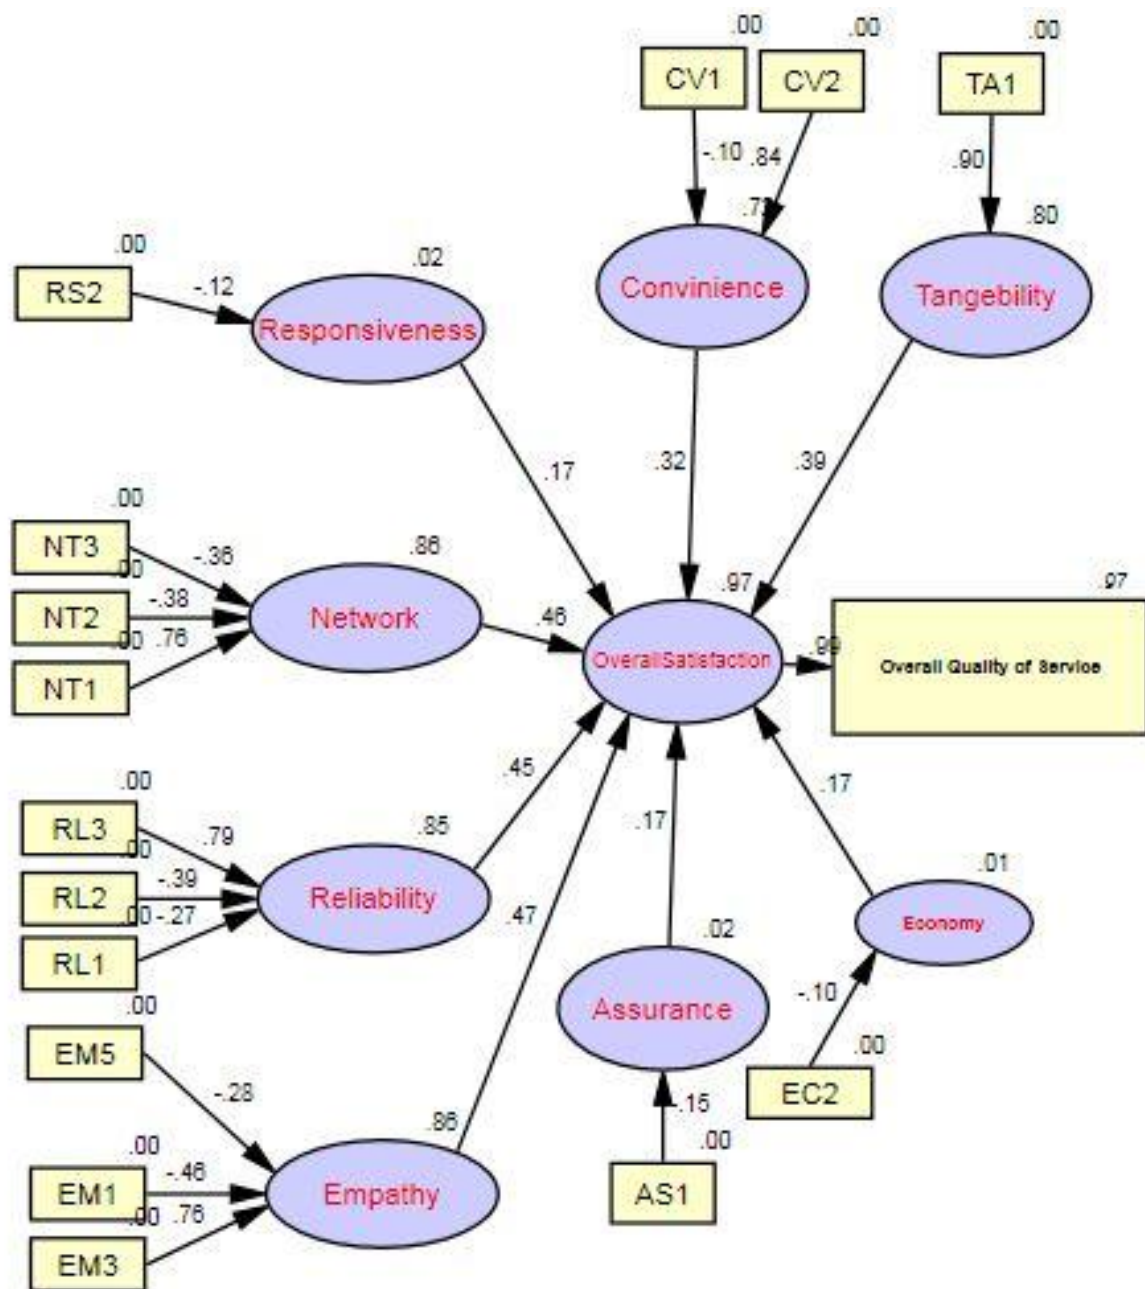 .00
.00
.00
CV1
CV2
TA1
-.10
.84
.90
.00
.02
.80
RS2
-.12
Responsiveness
Convinience
Tangebility
.17
.32
.39
.00
NT3
-.36
.86
.00
NT2
-.38
Network
.46
.00
.76
NT1
.97
OverallSatisfaction
.99
.97
Overall Quality of Service
.00
RL3
.79
.85
.45
.00
RL2
-.39
Reliability
.00
-.27
RL1
.17
.17
.01
Economy
.47
.02
Assurance
-.10
.00
EC2
-.15
.00
AS1
.00
EM5
-.28
.86
.00
EM1
-.46
Empathy
.00
.76
EM3